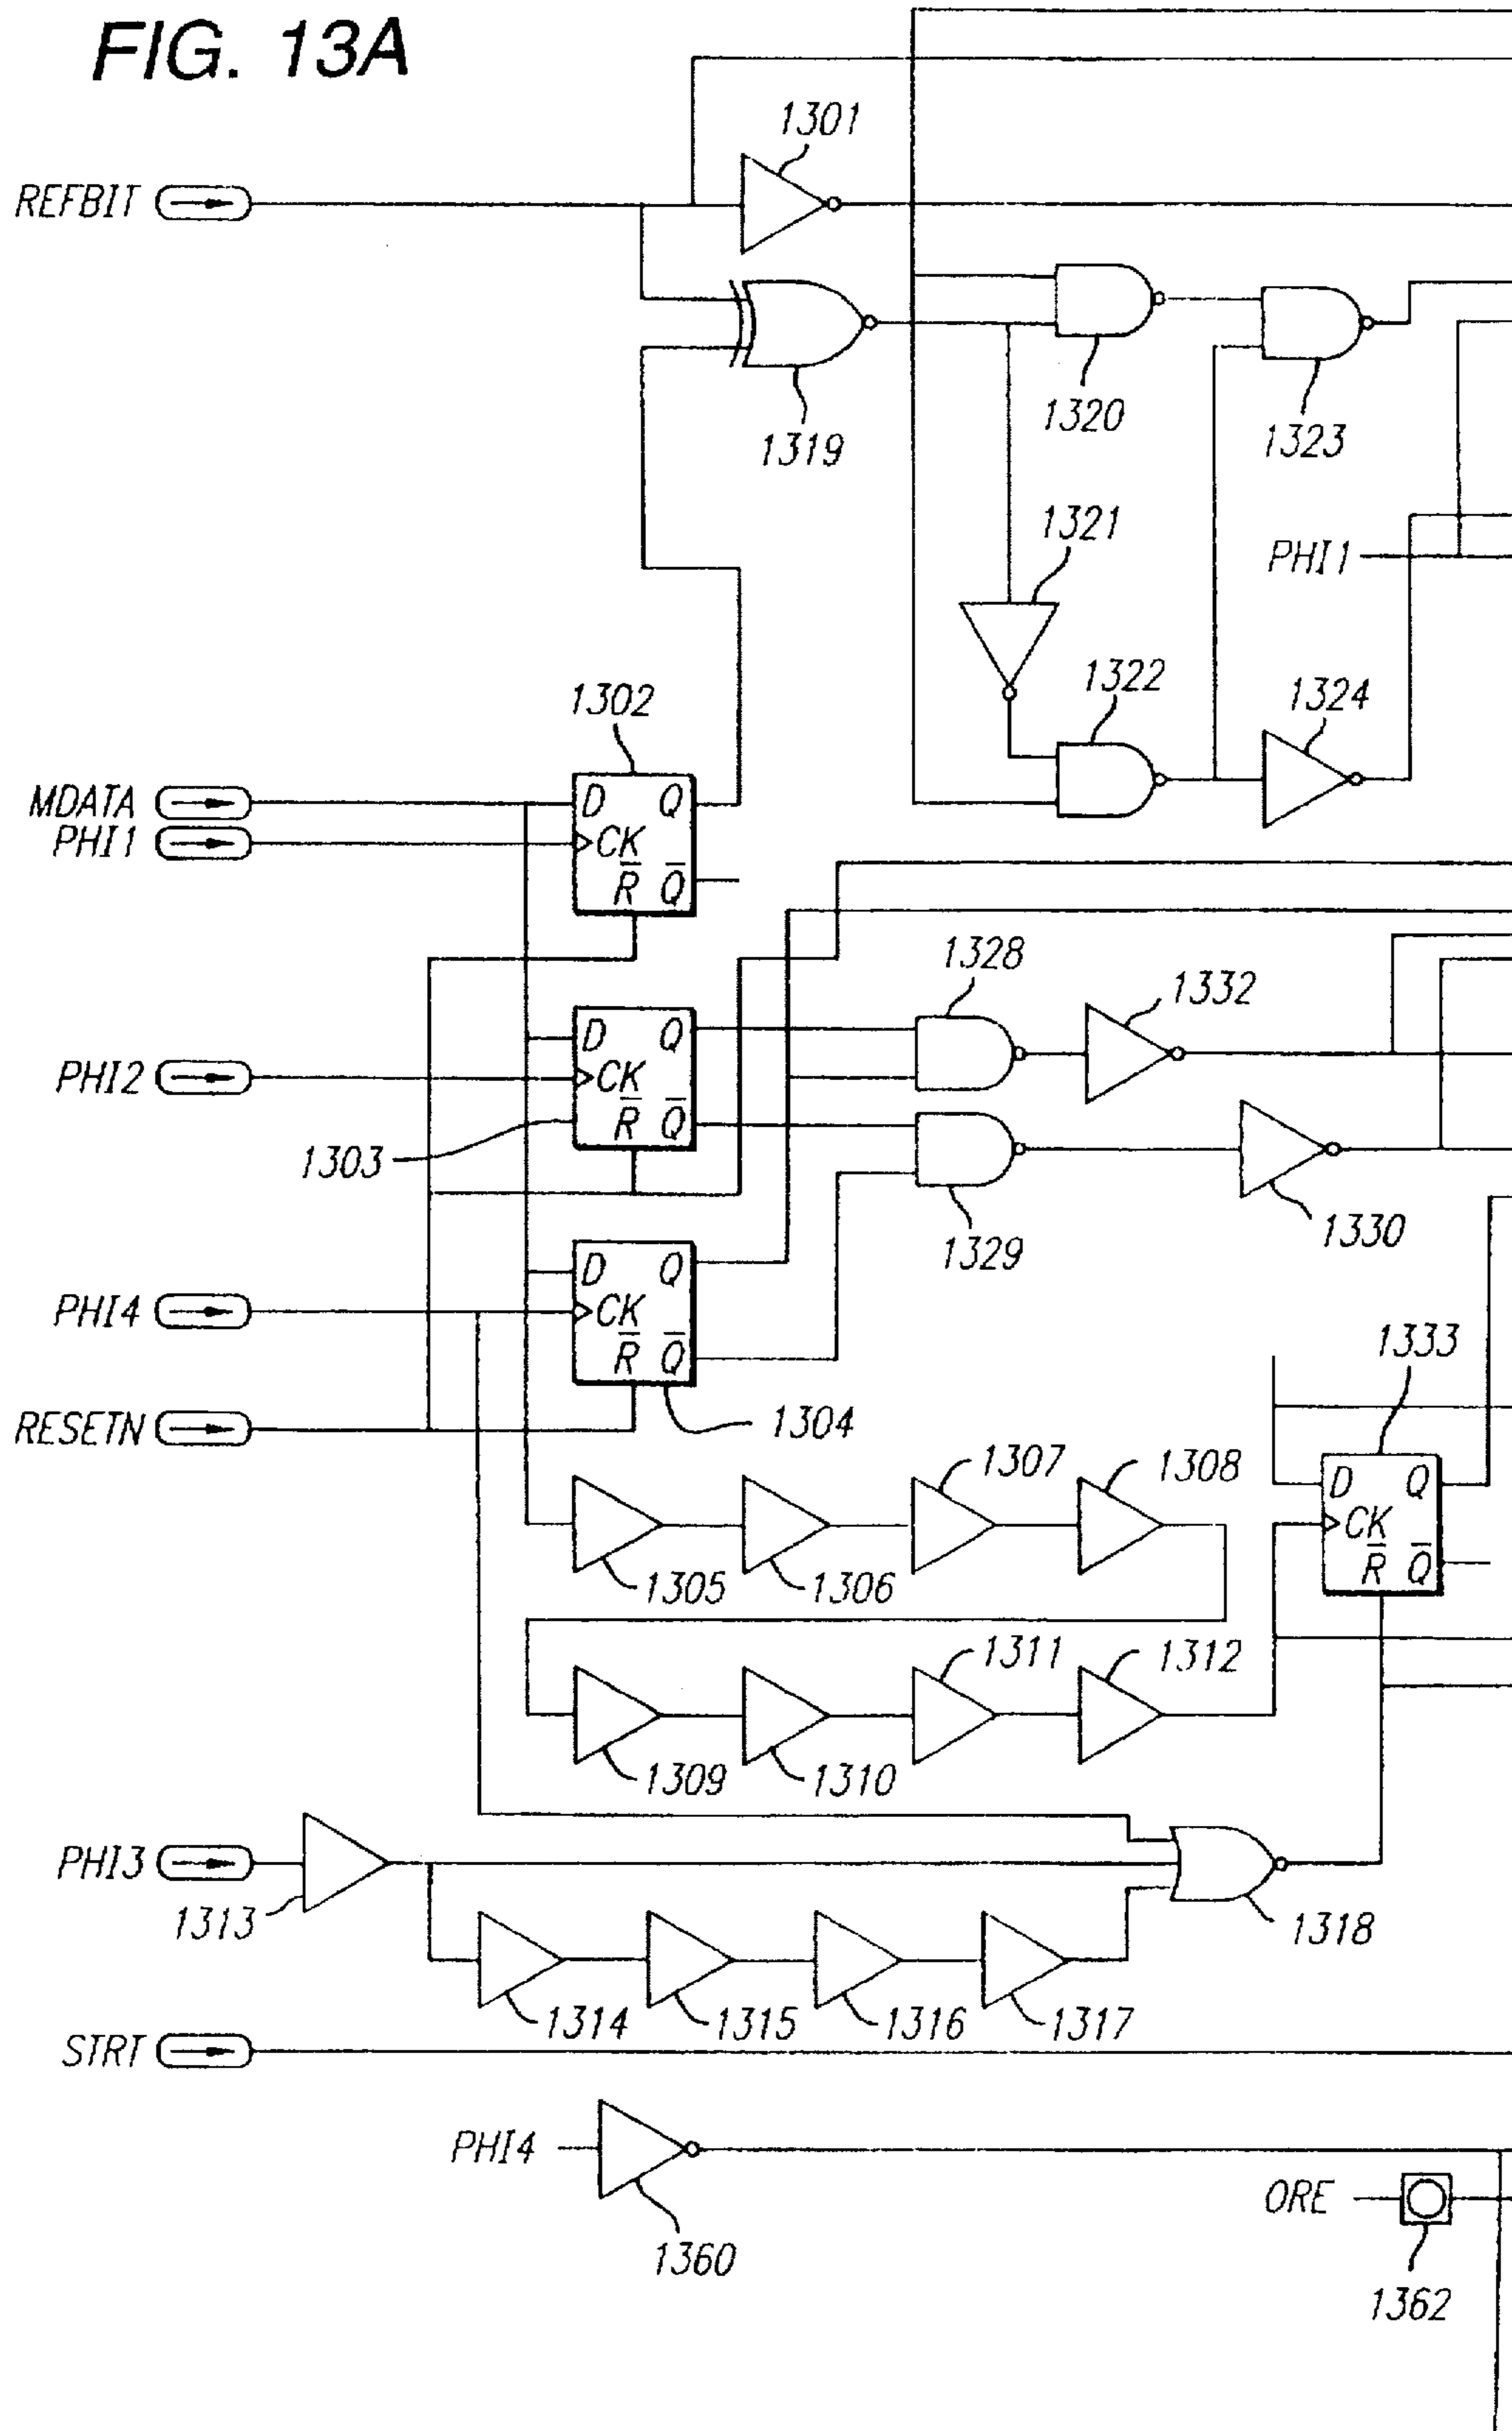 FIG. 13A
1301
REFBIT
1320
1323
1319
1321
PHI1
1322
1324
1302
MDATA
D Q
PHI1
CK
R Q
1328
1332
D Q
PHI2
CK
R Q
1303
1330
1329
D Q
PHI4
CK
R Q
1333
RESETN
1304
1307
1308
D Q
CK
R Q
1305
1306
1311
1312
1309
1310
PHI3
1313
1318
1314
1315
1316
1317
STRT
PHI4
ORE
1360
1362